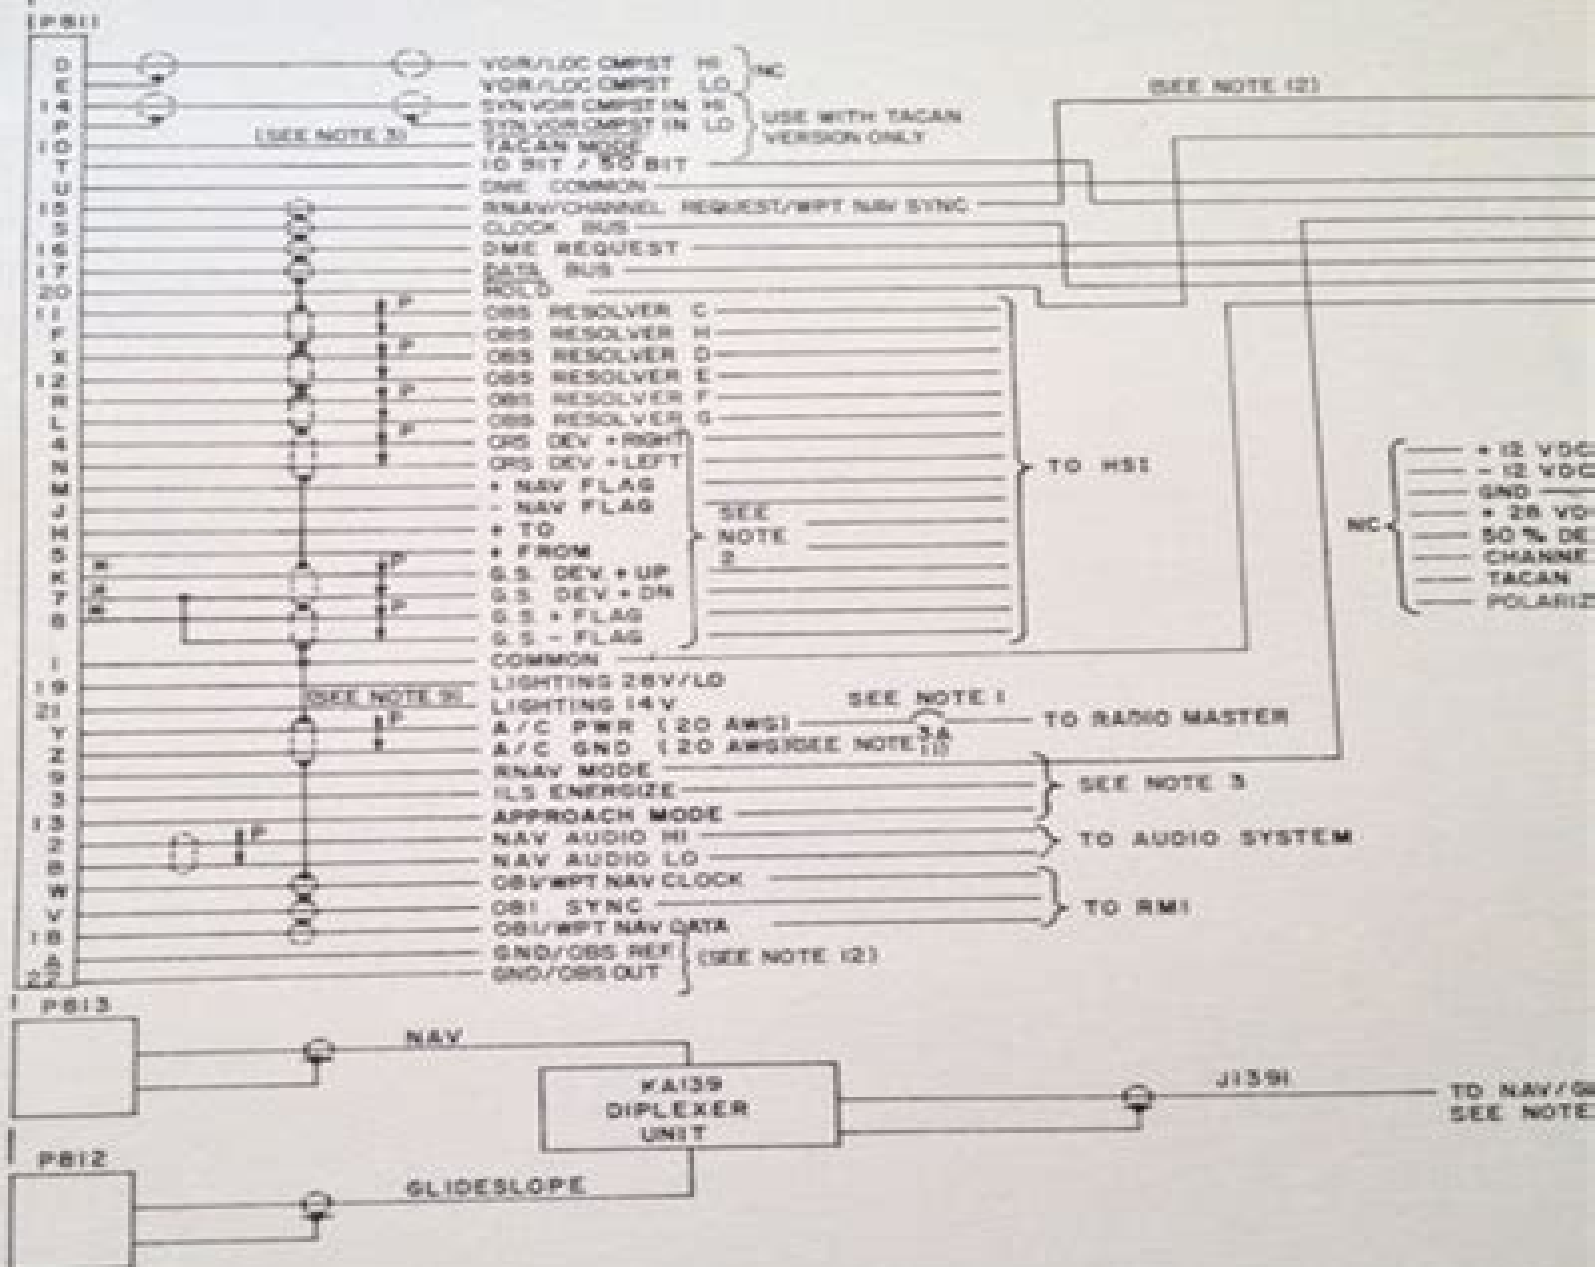 P811
D VOR/LOC CMPST HI
E VOR/LOC CMPST LO
NC
14 SYN VOR CMPST IN HI
P SYN VOR CMPST IN LO
10 TACAN MODE
USE WITH TACAN
VERSION ONLY
(SEE NOTE 3)
(SEE NOTE 12)
T 10 BIT / 50 BIT
U DME COMMON
15 RNAV/CHANNEL REQUEST/WPT NAV SYNC
S CLOCK BUS
16 DME REQUEST
17 DATA BUS
20 HOLD
11 OBS RESOLVER C
F OBS RESOLVER H
X OBS RESOLVER D
12 OBS RESOLVER E
R OBS RESOLVER F
L OBS RESOLVER G
4 CRS DEV + RIGHT
N CRS DEV + LEFT
M + NAV FLAG
J - NAV FLAG
H + TO
5 + FROM
K G.S. DEV. + UP
7 G.S. DEV. + DN
8 G.S. + FLAG
G.S. - FLAG
P
P
P
P
P
P
SEE
NOTE
2
TO HSI
1 COMMON
19 LIGHTING 28V/LO
21 LIGHTING 14V
(SEE NOTE 9)
Y A/C PWR (20 AWG)
Z A/C GND (20 AWG)(SEE NOTE 11)
P
SEE NOTE 1
3A
TO RADIO MASTER
9 RNAV MODE
3 ILS ENERGIZE
13 APPROACH MODE
SEE NOTE 3
2 NAV AUDIO HI
B NAV AUDIO LO
P
TO AUDIO SYSTEM
W OBI/WPT NAV CLOCK
V OBI SYNC
18 OBI/WPT NAV DATA
TO RMI
A GND/OBS REF
22 GND/OBS OUT
(SEE NOTE 12)
NC
+ 12 VDC
- 12 VDC
GND
+ 28 VD
50 % DE
CHANNE
TACAN
POLARIZ
P813
NAV
KA139
DIPLEXER
UNIT
J1391
TO NAV/
SEE NOTE
P812
GLIDESLOPE